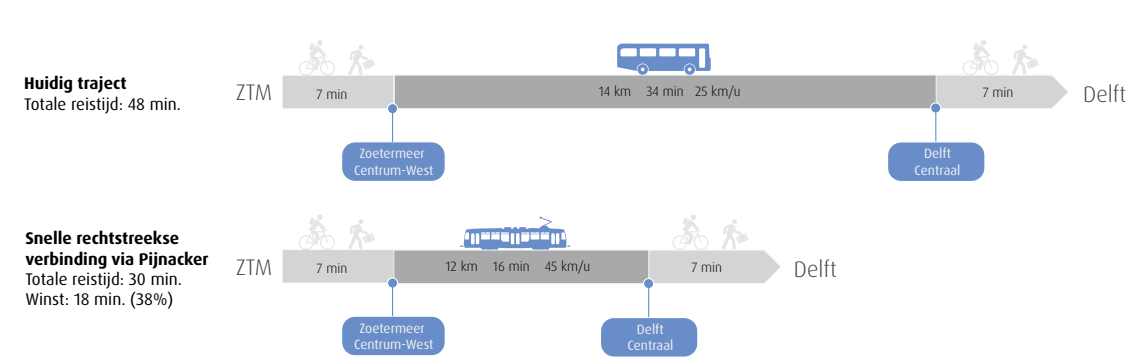 Huidig traject
Totale reistijd: 48 min.
ZTM
7 min
14 km 34 min 25 km/u
7 min
Delft
Zoetermeer
Centrum-West
Delft
Centraal
Snelle rechtstreekse
verbinding via Pijnacker
Totale reistijd: 30 min.
Winst: 18 min. (38%)
ZTM
7 min
12 km 16 min 45 km/u
7 min
Delft
Zoetermeer
Centrum-West
Delft
Centraal